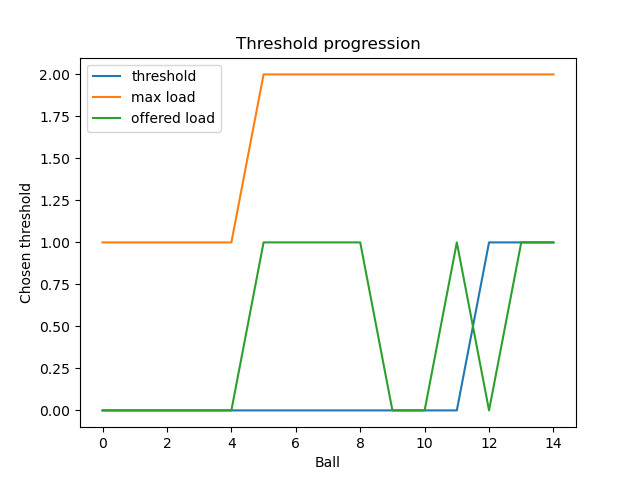 Threshold progression
threshold
max load
offered load
2.00
1.75
1.50
1.25
1.00
0.75
0.50
0.25
0.00
Chosen threshold
0 2 4 6 8 10 12 14
Ball